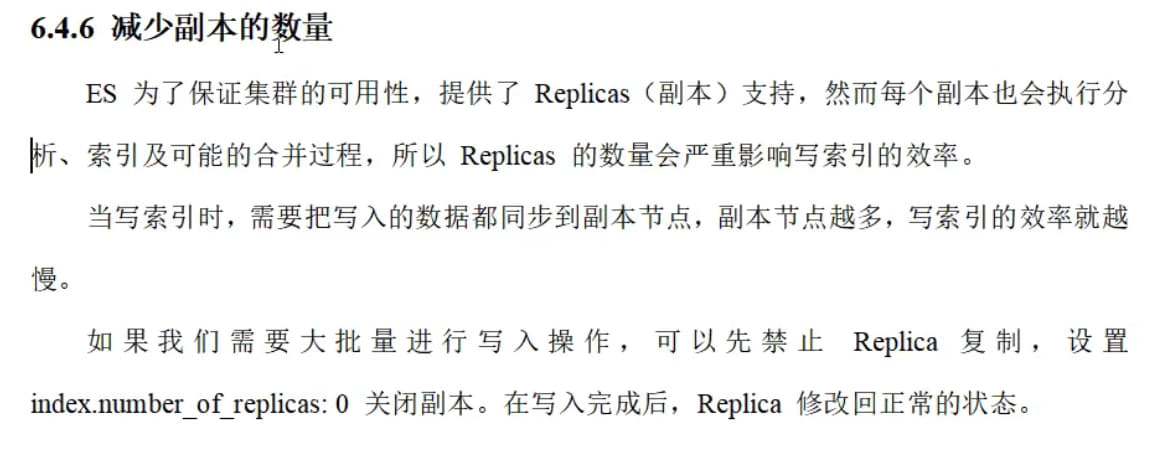 6.4.6 减少副本的数量
ES 为了保证集群的可用性，提供了 Replicas（副本）支持，然而每个副本也会执行分
析、索引及可能的合并过程，所以 Replicas 的数量会严重影响写索引的效率。
当写索引时，需要把写入的数据都同步到副本节点，副本节点越多，写索引的效率就越
慢。
如果我们需要大批量进行写入操作，可以先禁止 Replica 复制，设置
index.number_of_replicas: 0 关闭副本。在写入完成后，Replica 修改回正常的状态。